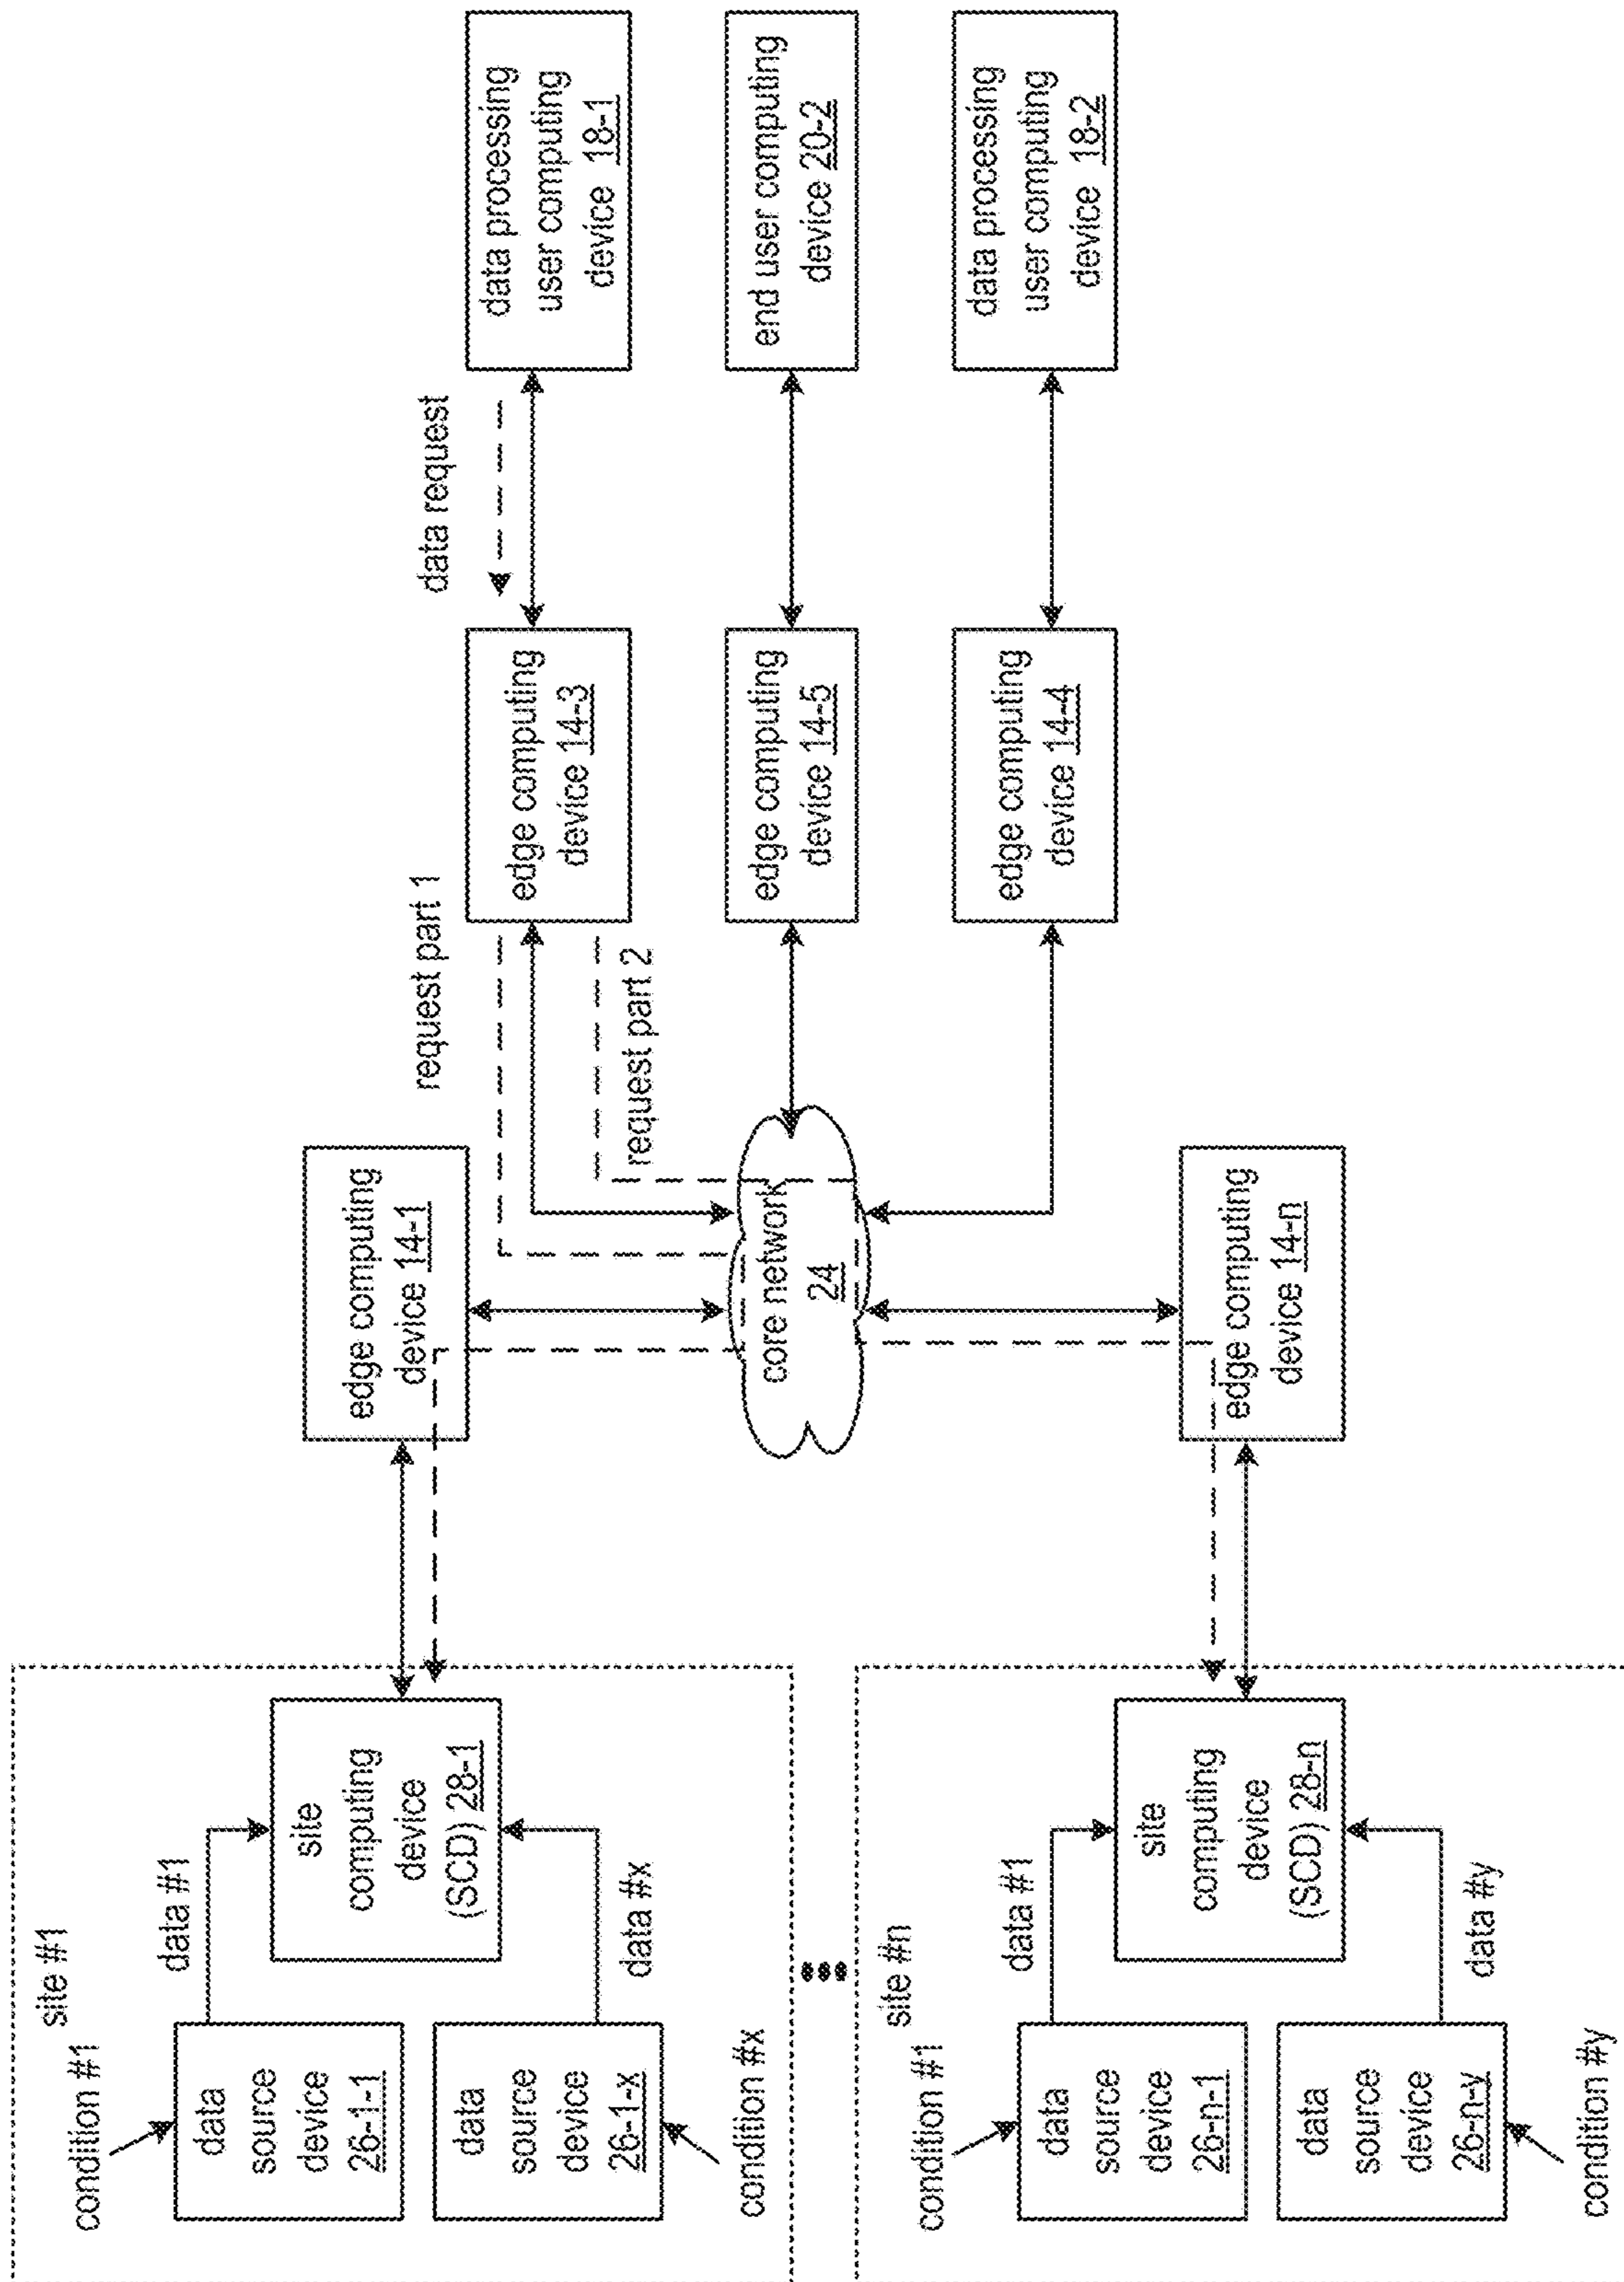 site #1
condition #1
data
source
device
26-1-1
data #1
data
source
device
26-1-x
data #x
condition #x
site
computing
device
(SCD) 28-1
edge computing
device 14-1
request part 1
request part 2
edge computing
device 14-3
data request
data processing
user computing
device 18-1
core network
24
edge computing
device 14-5
end user computing
device 20-2
edge computing
device 14-4
data processing
user computing
device 18-2
site #n
condition #1
data
source
device
26-n-1
data #1
data
source
device
26-n-y
data #y
condition #y
site
computing
device
(SCD) 28-n
edge computing
device 14-n